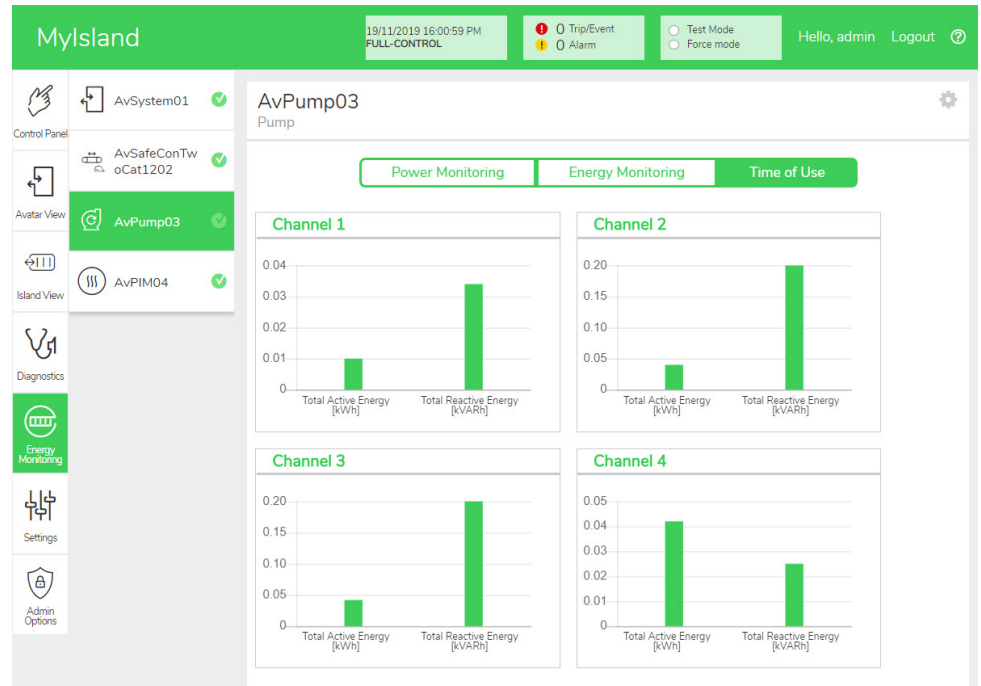 MyIsland
19/11/2019 16:00:59 PM
FULL-CONTROL
0 Trip/Event
0 Alarm
Test Mode
Force mode
Hello, admin
Logout
Control Panel
Avatar View
Island View
Diagnostics
Energy
Monitoring
Settings
Admin
Options
AvSystem01
AvSafeConTw
oCat1202
AvPump03
AvPIM04
AvPump03
Pump
Power Monitoring
Energy Monitoring
Time of Use
Channel 1
0.04
0.03
0.02
0.01
0
Total Active Energy
[kWh]
Total Reactive Energy
[kVARh]
Channel 2
0.20
0.15
0.10
0.05
0
Total Active Energy
[kWh]
Total Reactive Energy
[kVARh]
Channel 3
0.20
0.15
0.10
0.05
0
Total Active Energy
[kWh]
Total Reactive Energy
[kVARh]
Channel 4
0.05
0.04
0.03
0.02
0.01
0
Total Active Energy
[kWh]
Total Reactive Energy
[kVARh]